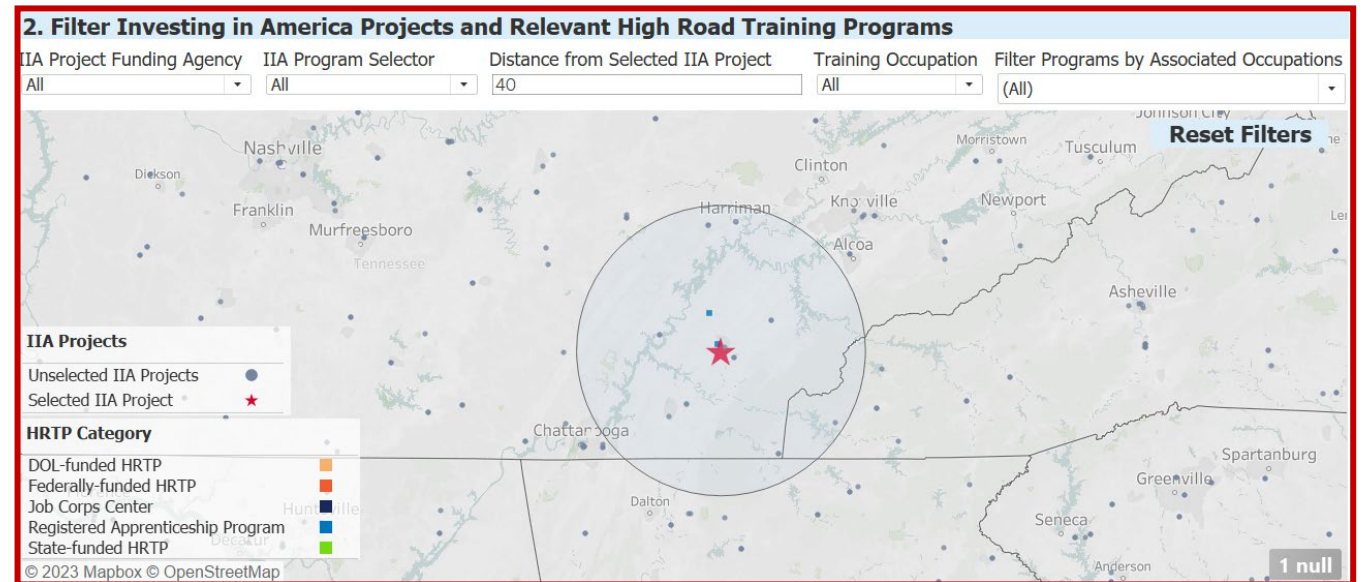 2. Filter Investing in America Projects and Relevant High Road Training Programs
IIA Project Funding Agency IIA Program Selector Distance from Selected IIA Project Training Occupation Filter Programs by Associated Occupations
All All 40 All (All)
Johnson City
Reset Filters
Nashville
Morristown
Tusculum
Clinton
Dickson
Franklin
Harriman
Knoxville
Newport
Murfreesboro
Alcoa
Tennessee
Asheville
IIA Projects
Unselected IIA Projects
Selected IIA Project
HRTP Category
Chattanooga
DOL-funded HRTP
Spartanburg
Federally-funded HRTP
Greenville
Job Corps Center
Dalton
Huntsville
Registered Apprenticeship Program
Seneca
State-funded HRTP
Decatur
Anderson
© 2023 Mapbox © OpenStreetMap
1 null